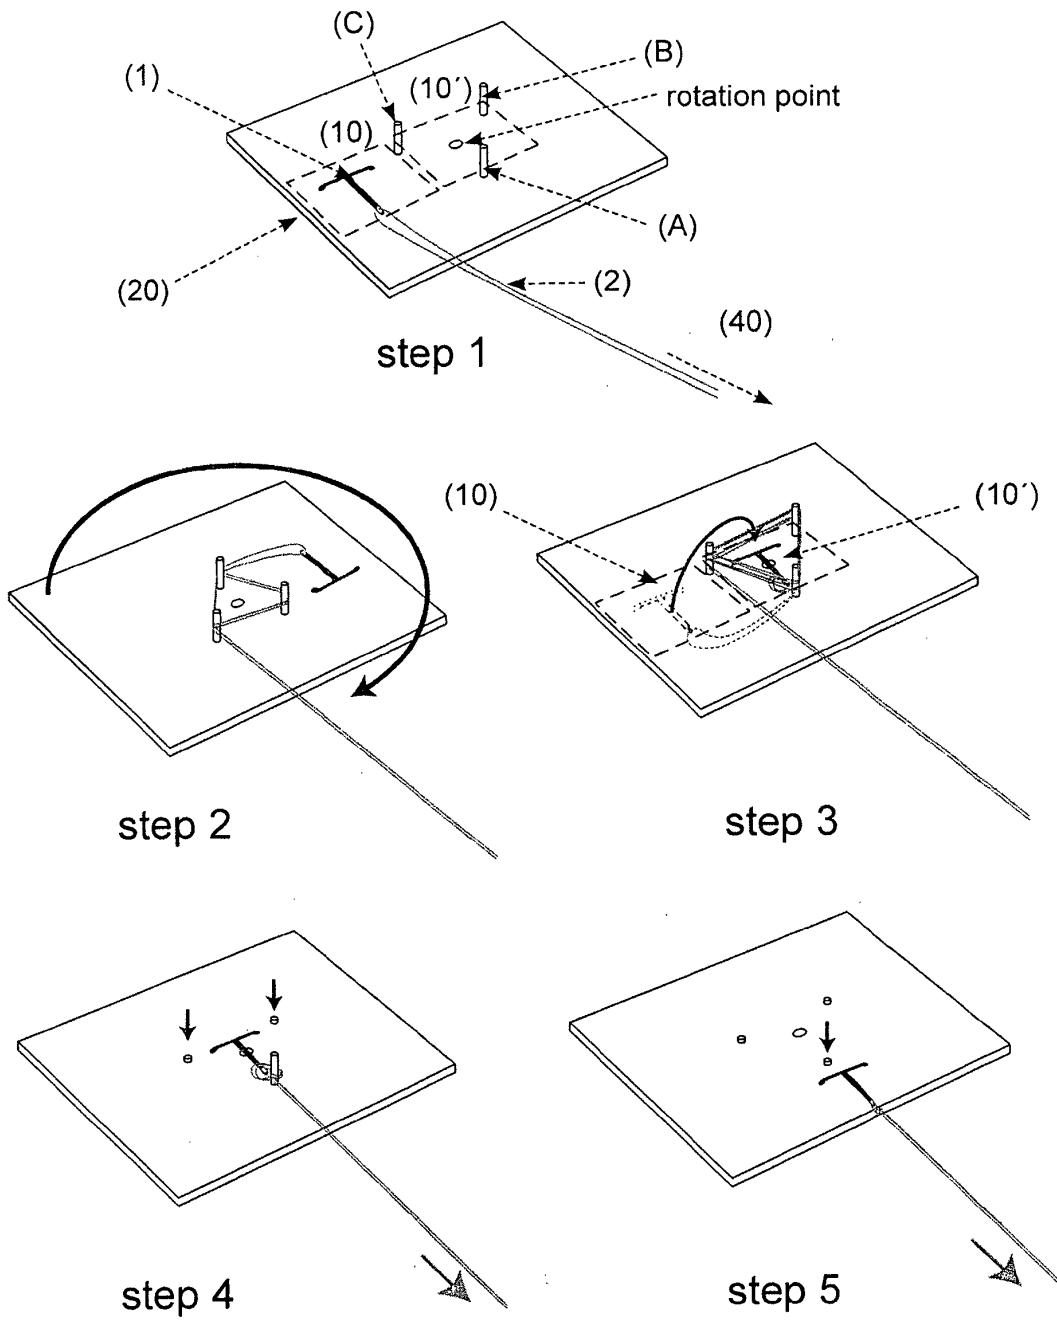 (C)
(1)
(B)
(10´)
rotation point
(10)
(A)
(20)
(2)
(40)
step 1
(10)
(10´)
step 2
step 3
step 4
step 5